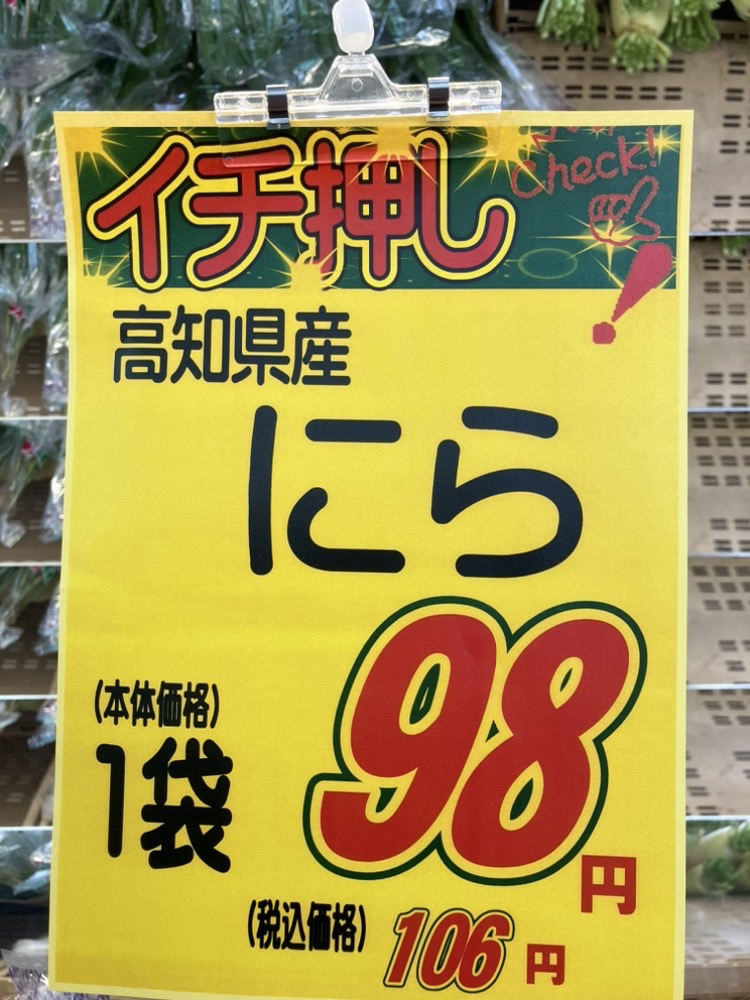 イチ押し
Check!
高知県産
にら
(本体価格)
1袋
98円
(税込価格) 106円